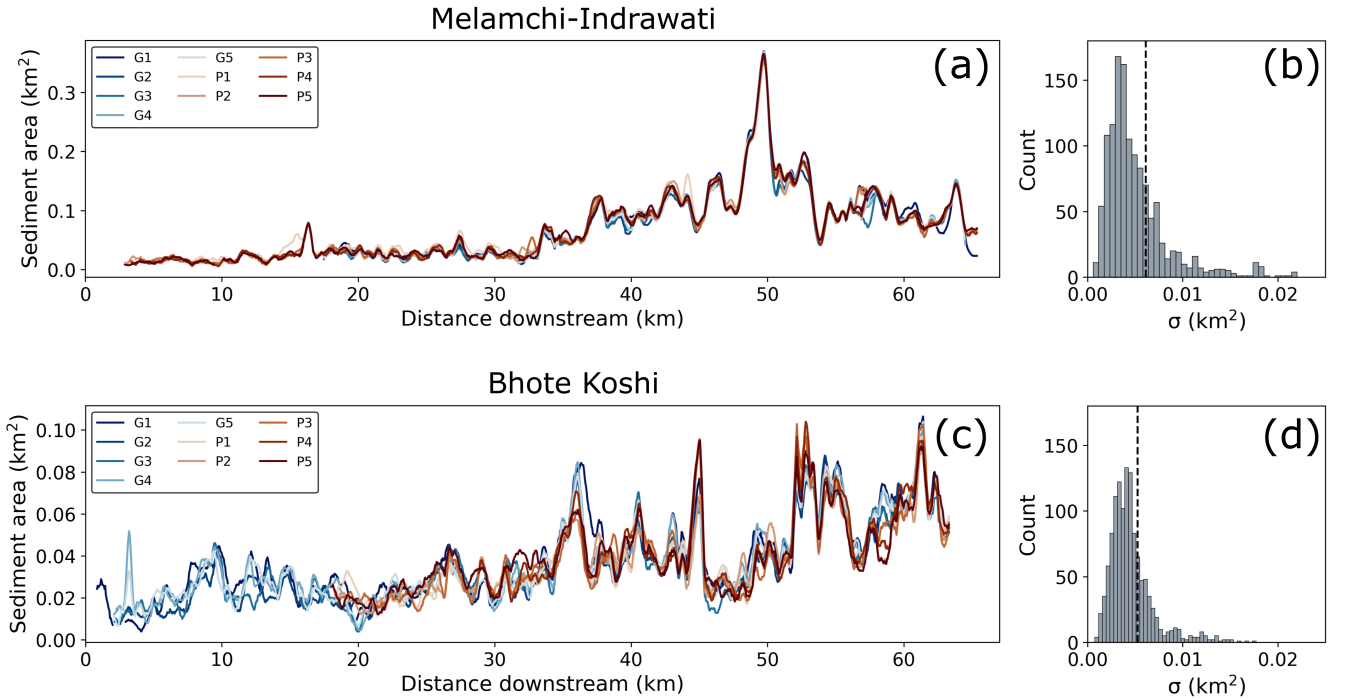 Melamchi-Indrawati
Sediment area (km²)
0.3
0.2
0.1
0.0
G1 G5 P3
G2 P1 P4
G3 P2 P5
G4
(a)
0 10 20 30 40 50 60
Distance downstream (km)
Count
150
100
50
0
(b)
0.00 0.01 0.02
σ (km²)
Bhote Koshi
Sediment area (km²)
0.10
0.08
0.06
0.04
0.02
0.00
G1 G5 P3
G2 P1 P4
G3 P2 P5
G4
(c)
0 10 20 30 40 50 60
Distance downstream (km)
Count
150
100
50
0
(d)
0.00 0.01 0.02
σ (km²)